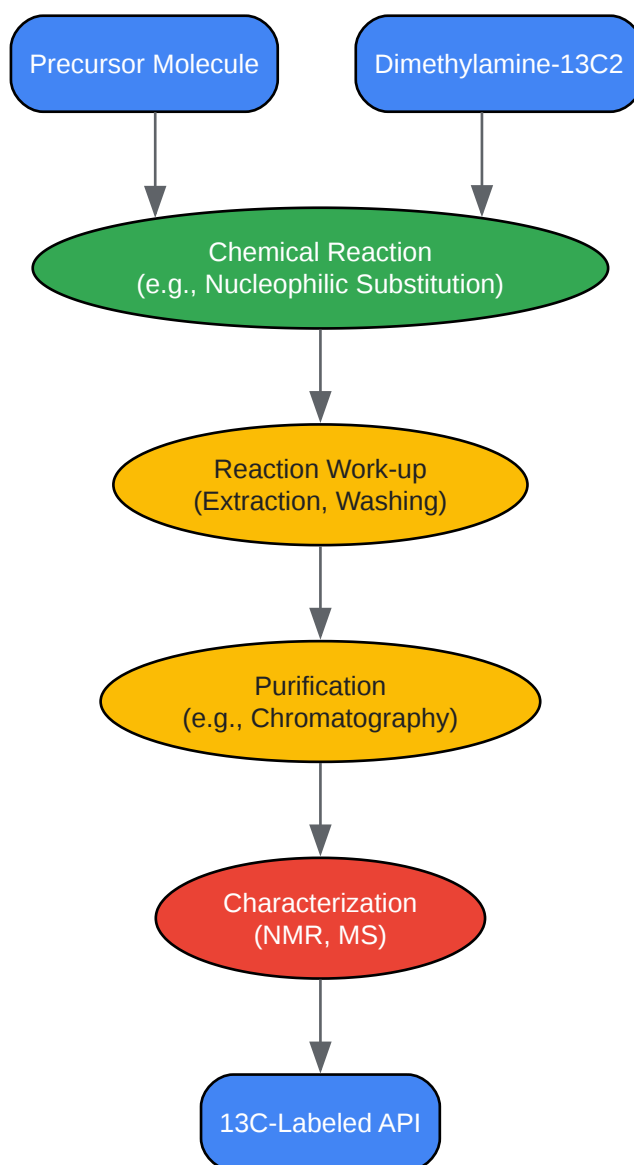 Precursor Molecule
Dimethylamine-13C2
Chemical Reaction
(e.g., Nucleophilic Substitution)
Reaction Work-up
(Extraction, Washing)
Purification
(e.g., Chromatography)
Characterization
(NMR, MS)
13C-Labeled API